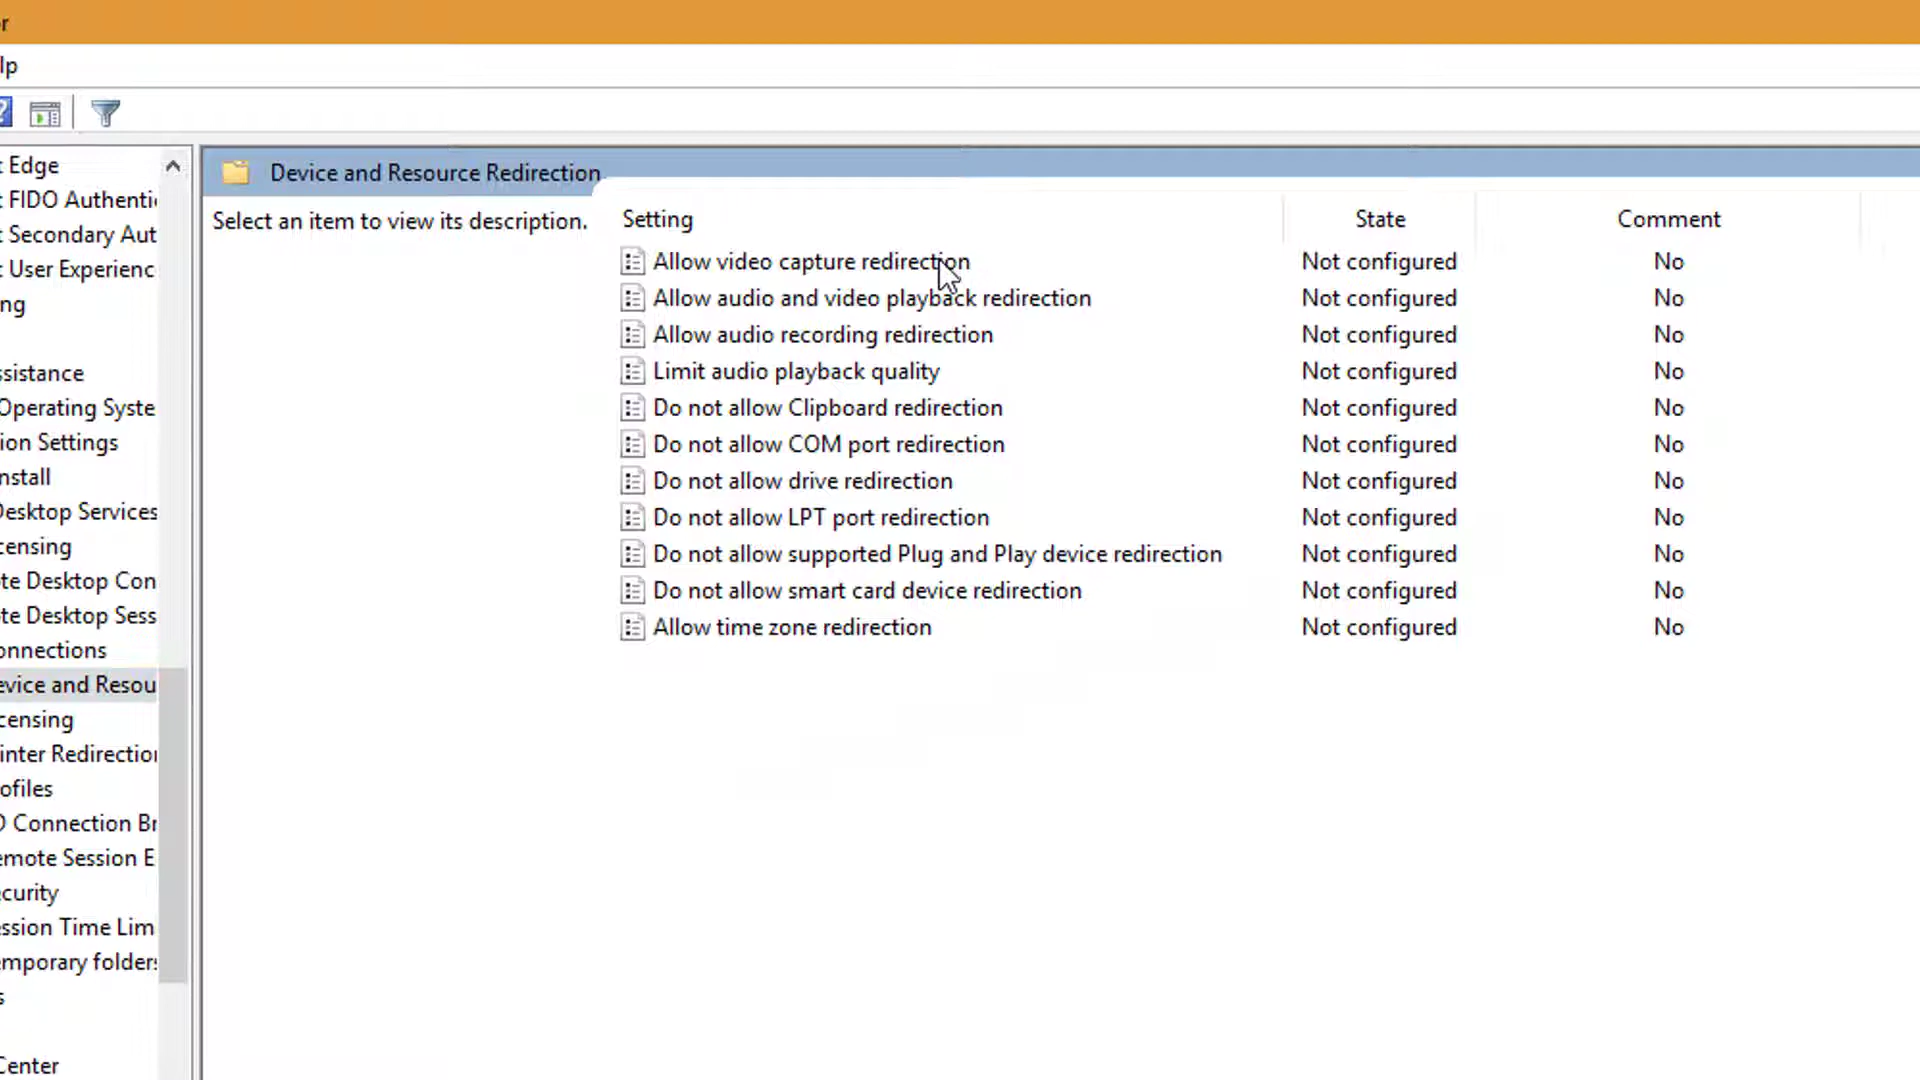 r
lp
Edge
FIDO Authenti
Secondary Aut
User Experienc
ng
ssistance
Operating Syste
ion Settings
nstall
Desktop Services
censing
te Desktop Con
te Desktop Sess
onnections
evice and Resou
censing
inter Redirection
ofiles
D Connection Br
emote Session E
curity
ession Time Lim
emporary folders
s
Center
Device and Resource Redirection
Select an item to view its description.
Setting State Comment
Allow video capture redirection Not configured No
Allow audio and video playback redirection Not configured No
Allow audio recording redirection Not configured No
Limit audio playback quality Not configured No
Do not allow Clipboard redirection Not configured No
Do not allow COM port redirection Not configured No
Do not allow drive redirection Not configured No
Do not allow LPT port redirection Not configured No
Do not allow supported Plug and Play device redirection Not configured No
Do not allow smart card device redirection Not configured No
Allow time zone redirection Not configured No